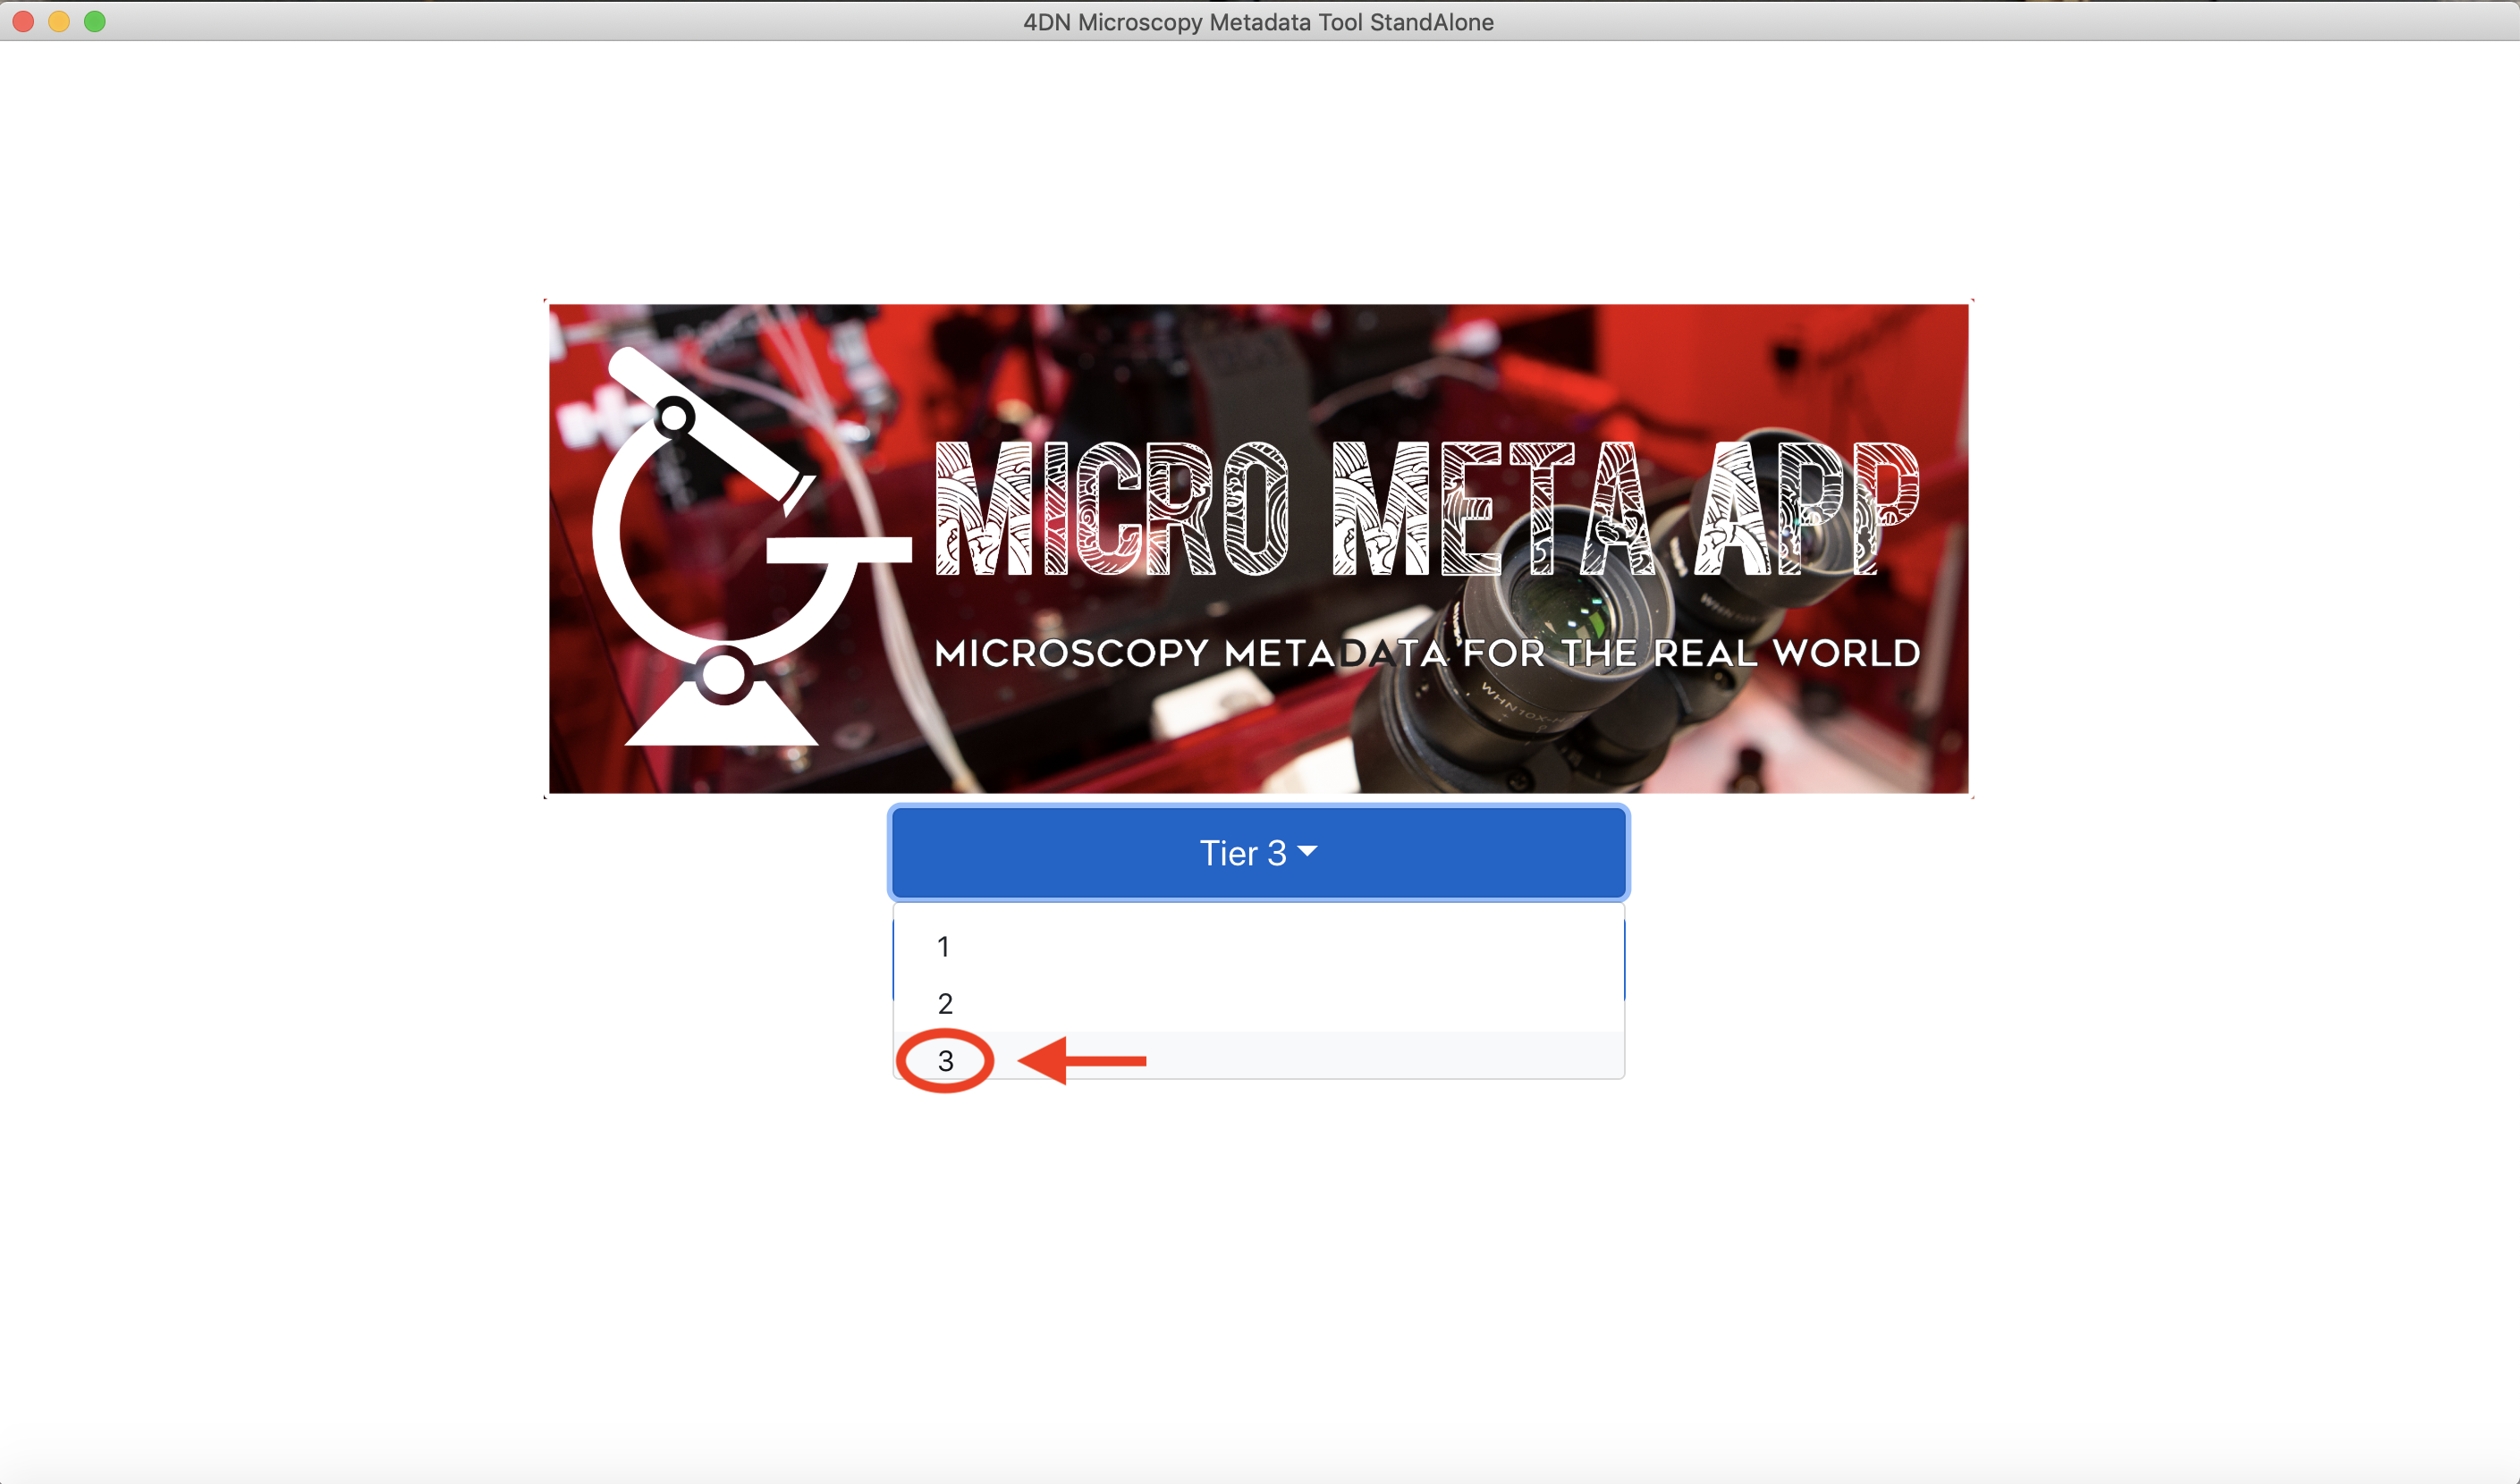 4DN Microscopy Metadata Tool StandAlone
MICRO META APP
MICROSCOPY METADATA FOR THE REAL WORLD
Tier 3
1
2
3